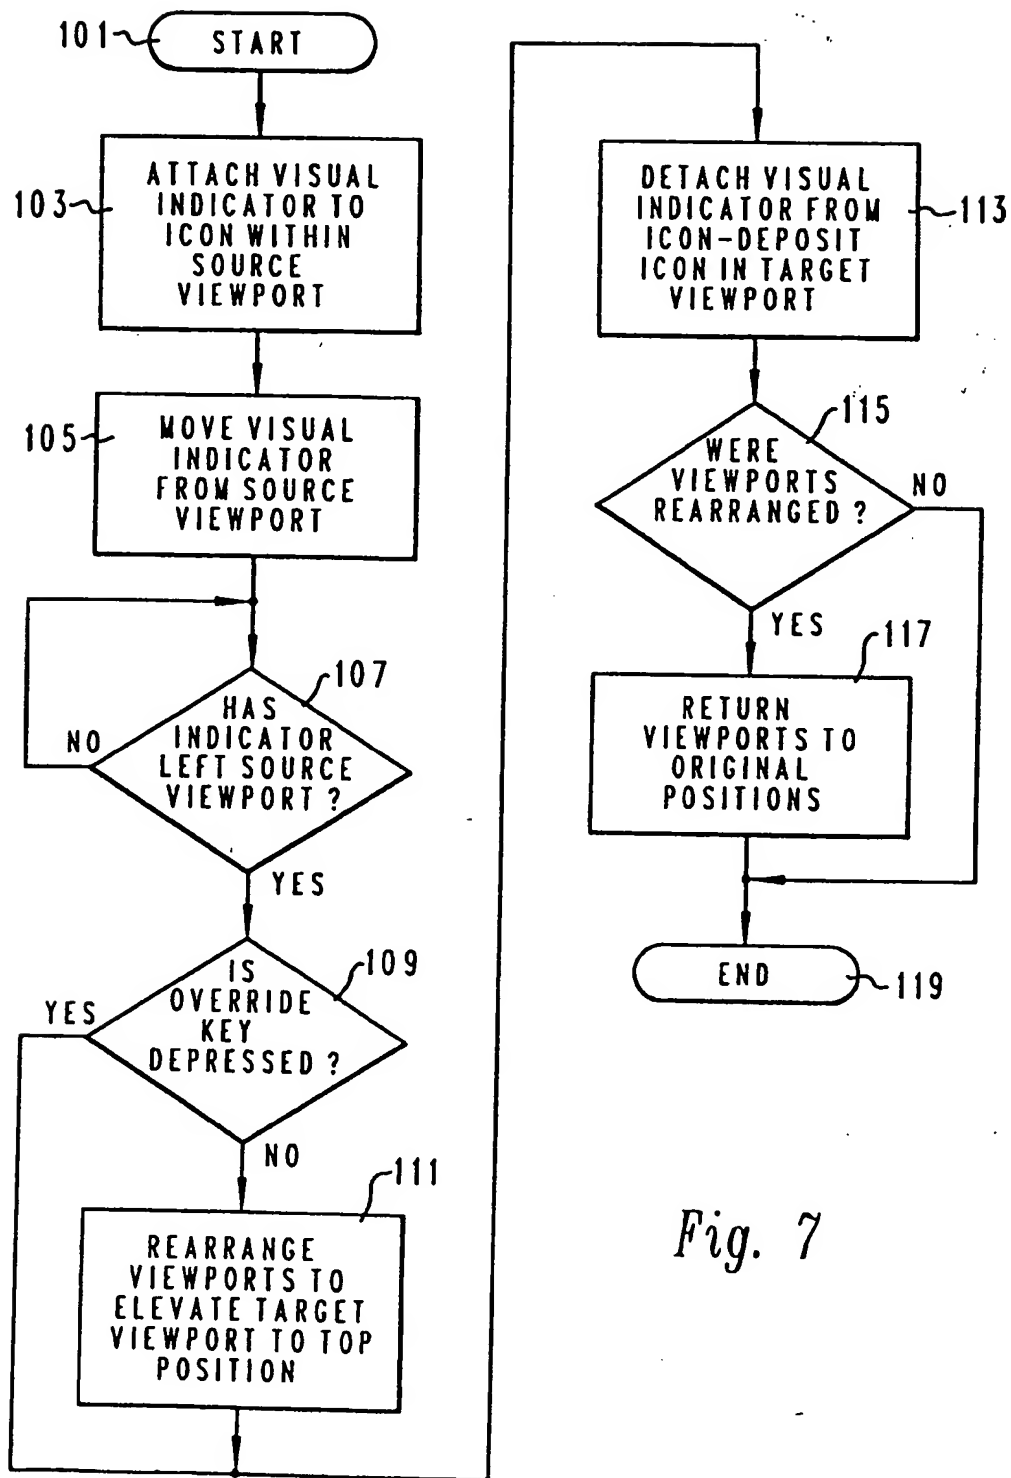 101
START
103
ATTACH VISUAL
INDICATOR TO
ICON WITHIN
SOURCE
VIEWPORT
105
MOVE VISUAL
INDICATOR
FROM SOURCE
VIEWPORT
107
HAS
INDICATOR
LEFT SOURCE
VIEWPORT ?
NO
YES
109
IS
OVERRIDE
KEY
DEPRESSED ?
YES
NO
111
REARRANGE
VIEWPORTS TO
ELEVATE TARGET
VIEWPORT TO TOP
POSITION
DETACH VISUAL
INDICATOR FROM
ICON-DEPOSIT
ICON IN TARGET
VIEWPORT
113
115
WERE
VIEWPORTS
REARRANGED ?
NO
YES
117
RETURN
VIEWPORTS TO
ORIGINAL
POSITIONS
END
119
Fig. 7